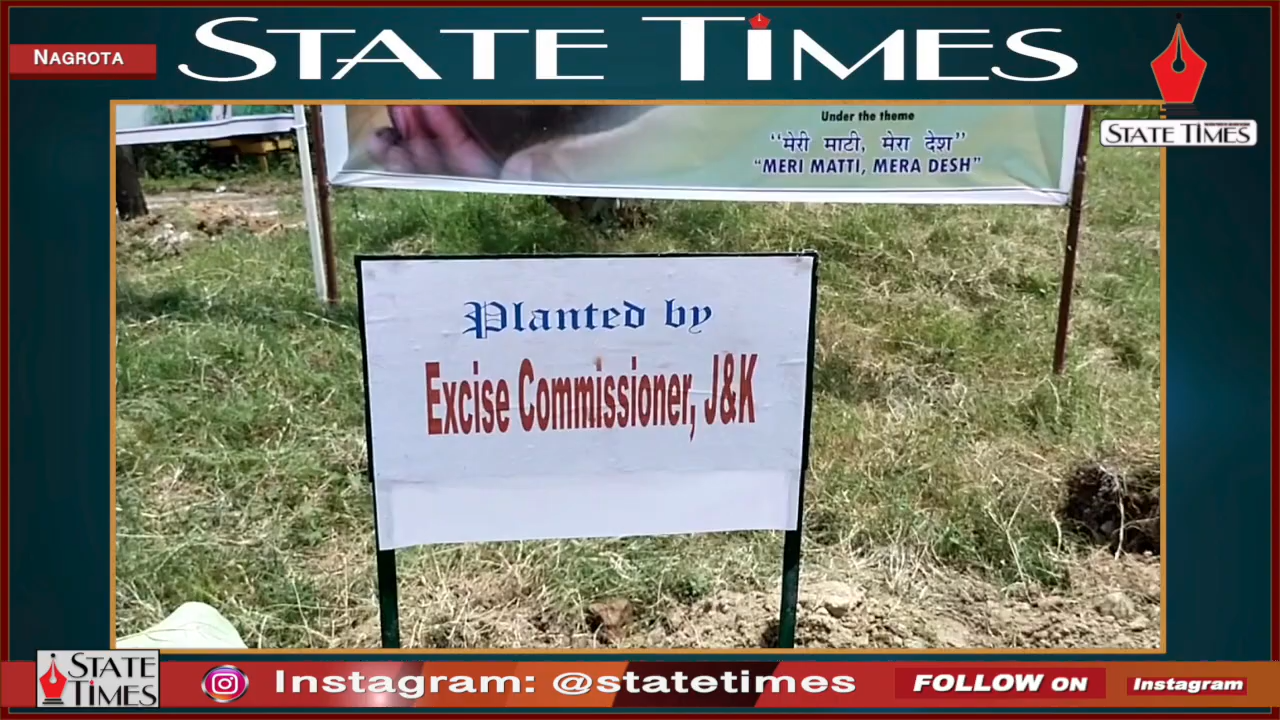 NAGROTA
STATE TIMES
STATE TIMES
Under the theme
“मेरी माटी, मेरा देश”
“MERI MATTI, MERA DESH”
Planted by
Excise Commissioner, J&K
STATE
TIMES
Instagram: @statetimes
FOLLOW ON
Instagram